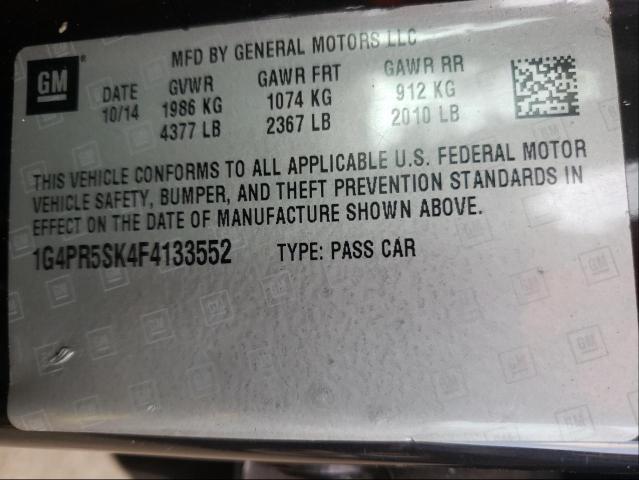 MFD BY GENERAL MOTORS LLC
GM ®
DATE GVWR GAWR FRT GAWR RR
10/14 1986 KG 1074 KG 912 KG
4377 LB 2367 LB 2010 LB
THIS VEHICLE CONFORMS TO ALL APPLICABLE U.S. FEDERAL MOTOR
VEHICLE SAFETY, BUMPER, AND THEFT PREVENTION STANDARDS IN
EFFECT ON THE DATE OF MANUFACTURE SHOWN ABOVE.
1G4PR5SK4F4133552 TYPE: PASS CAR